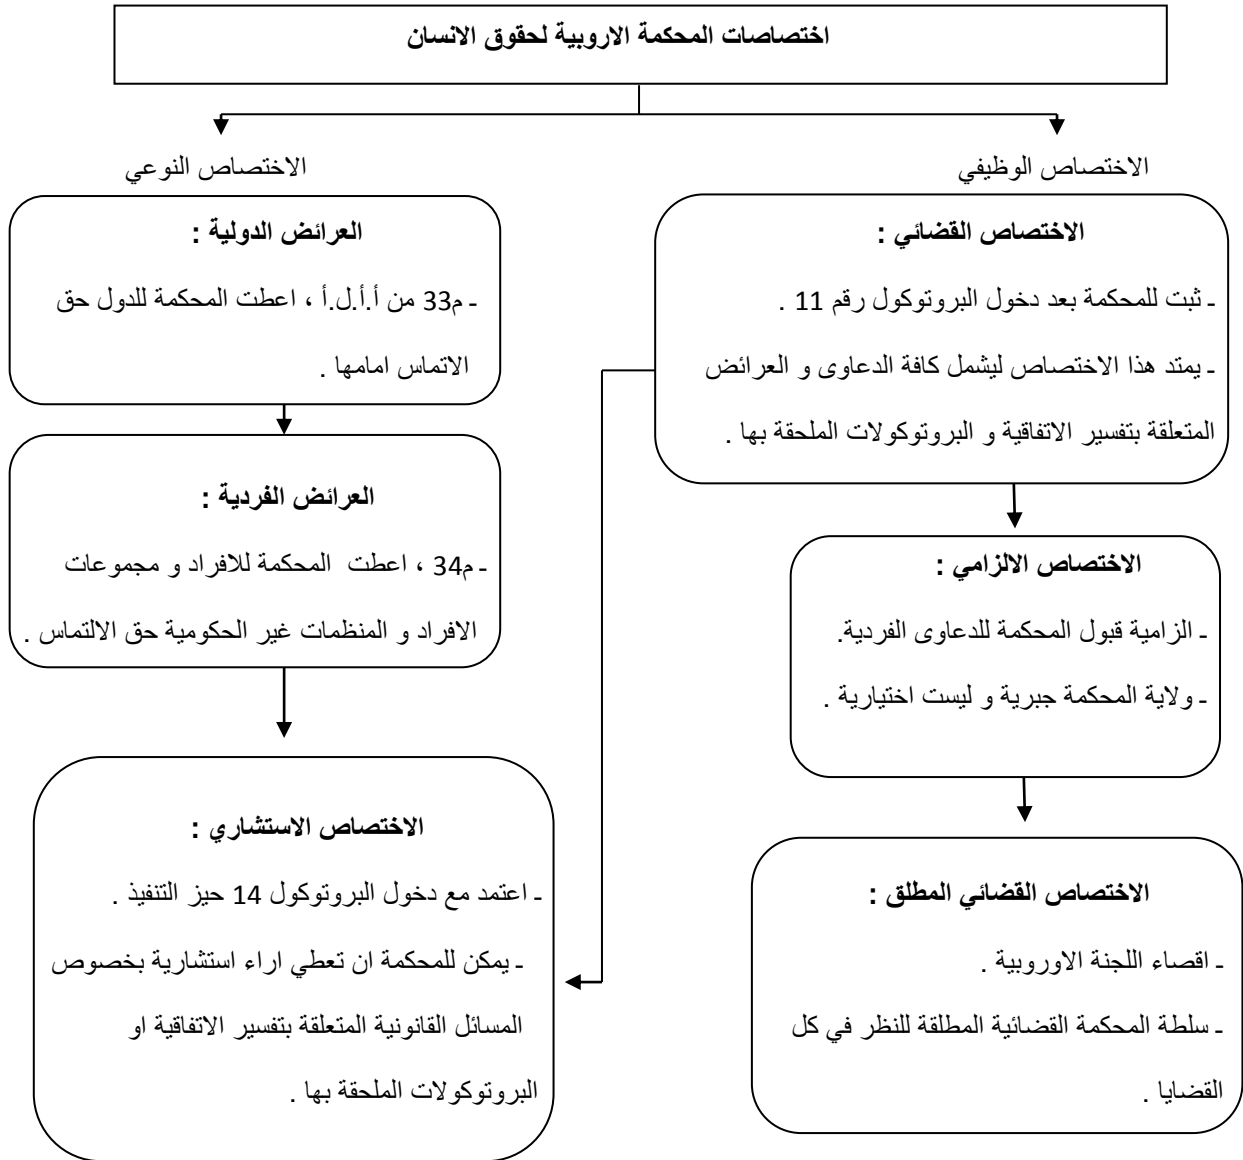 اختصاصات المحكمة الاروبية لحقوق الانسان
الاختصاص الوظيفي
الاختصاص القضائي :
ـ ثبت للمحكمة بعد دخول البروتوكول رقم 11 .
ـ يمتد هذا الاختصاص ليشمل كافة الدعاوى و العرائض
المتعلقة بتفسير الاتفاقية و البروتوكولات الملحقة بها .
الاختصاص الالزامي :
ـ الزامية قبول المحكمة للدعاوى الفردية.
ـ ولاية المحكمة جبرية و ليست اختيارية .
الاختصاص القضائي المطلق :
ـ اقصاء اللجنة الاوروبية .
ـ سلطة المحكمة القضائية المطلقة للنظر في كل
القضايا .
الاختصاص النوعي
العرائض الدولية :
ـ م33 من أ.أ.ل.أ ، اعطت المحكمة للدول حق
الاتماس امامها .
العرائض الفردية :
ـ م34 ، اعطت المحكمة للافراد و مجموعات
الافراد و المنظمات غير الحكومية حق الالتماس .
الاختصاص الاستشاري :
ـ اعتمد مع دخول البروتوكول 14 حيز التنفيذ .
ـ يمكن للمحكمة ان تعطي اراء استشارية بخصوص
المسائل القانونية المتعلقة بتفسير الاتفاقية او
البروتوكولات الملحقة بها .